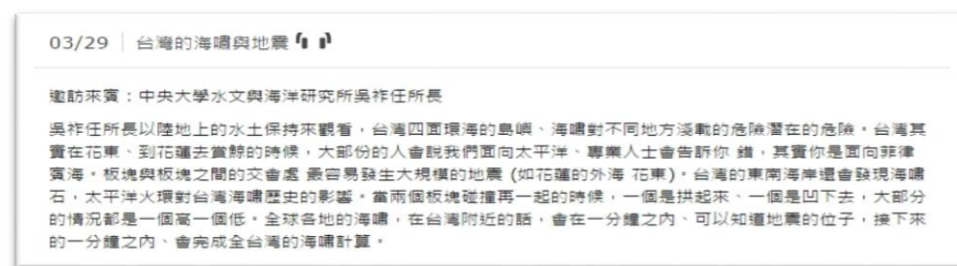 03/29 | 台灣的海嘯與地震
邀訪來賓：中央大學水文與海洋研究所吳祚任所長
吳祚任所長以陸地上的水土保持來觀看，台灣四面環海的島嶼、海嘯對不同地方淺載的危險潛在的危險。台灣其
實在花東、到花蓮去賞鯨的時候，大部份的人會說我們面向太平洋、專業人士會告訴你 錯，其實你是面向菲律
賓海。板塊與板塊之間的交會處 最容易發生大規模的地震 (如花蓮的外海 花東)。台灣的東南海岸還會發現海嘯
石，太平洋火環對台灣海嘯歷史的影響。當兩個板塊碰撞再一起的時候，一個是拱起來、一個是凹下去，大部分
的情況都是一個高一個低。全球各地的海嘯，在台灣附近的話，會在一分鐘之內、可以知道地震的位子，接下來
的一分鐘之內、會完成全台灣的海嘯計算。